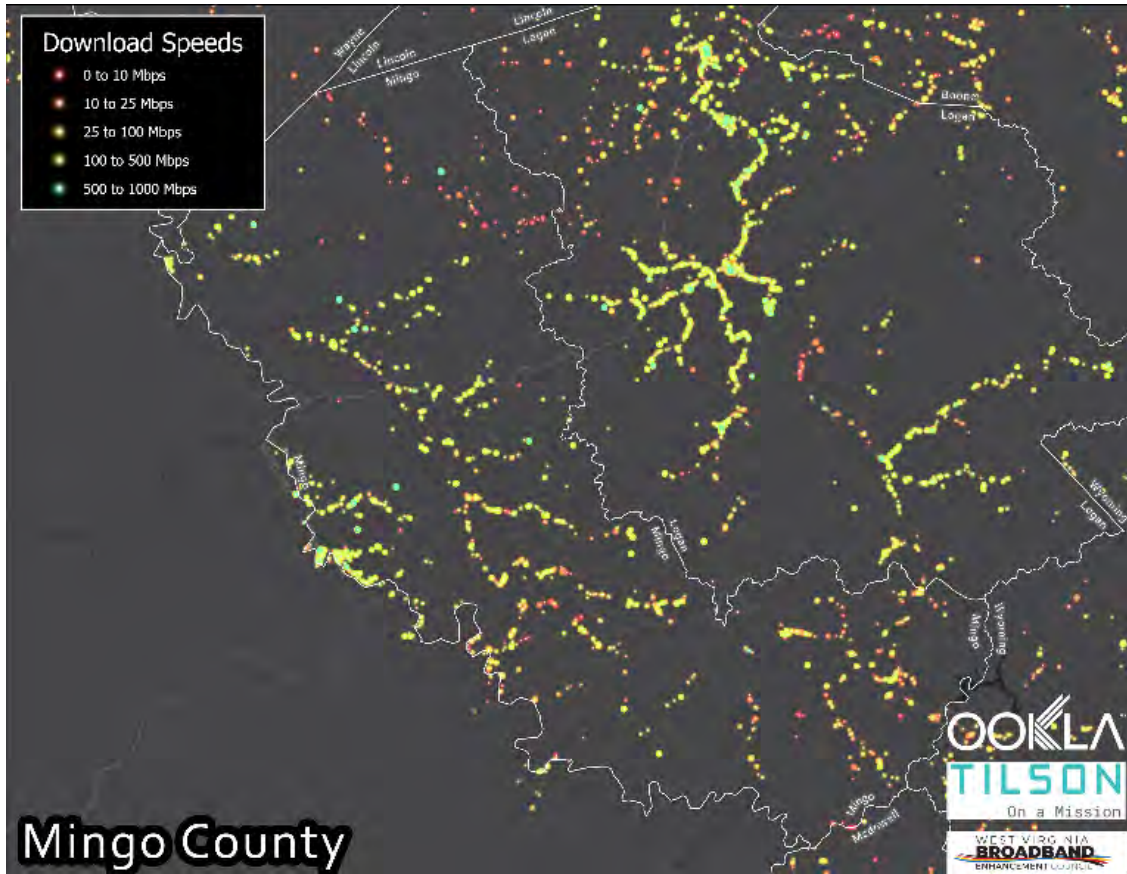 Download Speeds
0 to 10 Mbps
10 to 25 Mbps
25 to 100 Mbps
100 to 500 Mbps
500 to 1000 Mbps
Wayne
Lincoln
Lincoln
Logan
Lincoln
Mingo
Boone
Logan
Mingo
Wyoming
Logan
Logan
Mingo
Wyoming
Mingo
Mingo
Mcdowell
OOKLA
TILSON
On a Mission
WEST VIRGINIA
BROADBAND
ENHANCEMENT COUNCIL
Mingo County